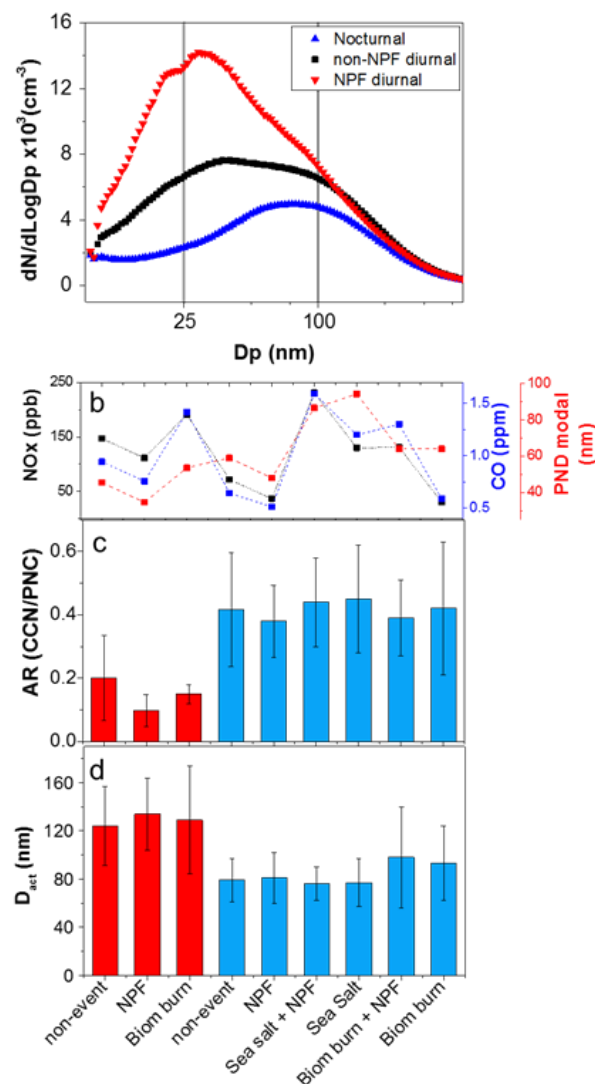 16
12
8
4
0
dN/dLogDp x10³(cm⁻³)
Nocturnal
non-NPF diurnal
NPF diurnal
25
100
Dp (nm)
b
250
150
50
NOx (ppb)
1.5
1.0
0.5
CO (ppm)
100
80
60
40
PND modal
(nm)
c
0.6
0.4
0.2
0.0
AR (CCN/PNC)
d
160
120
80
40
0
Dact (nm)
non-event
NPF
Biom burn
non-event
NPF
Sea salt + NPF
Sea Salt
Biom burn + NPF
Biom burn